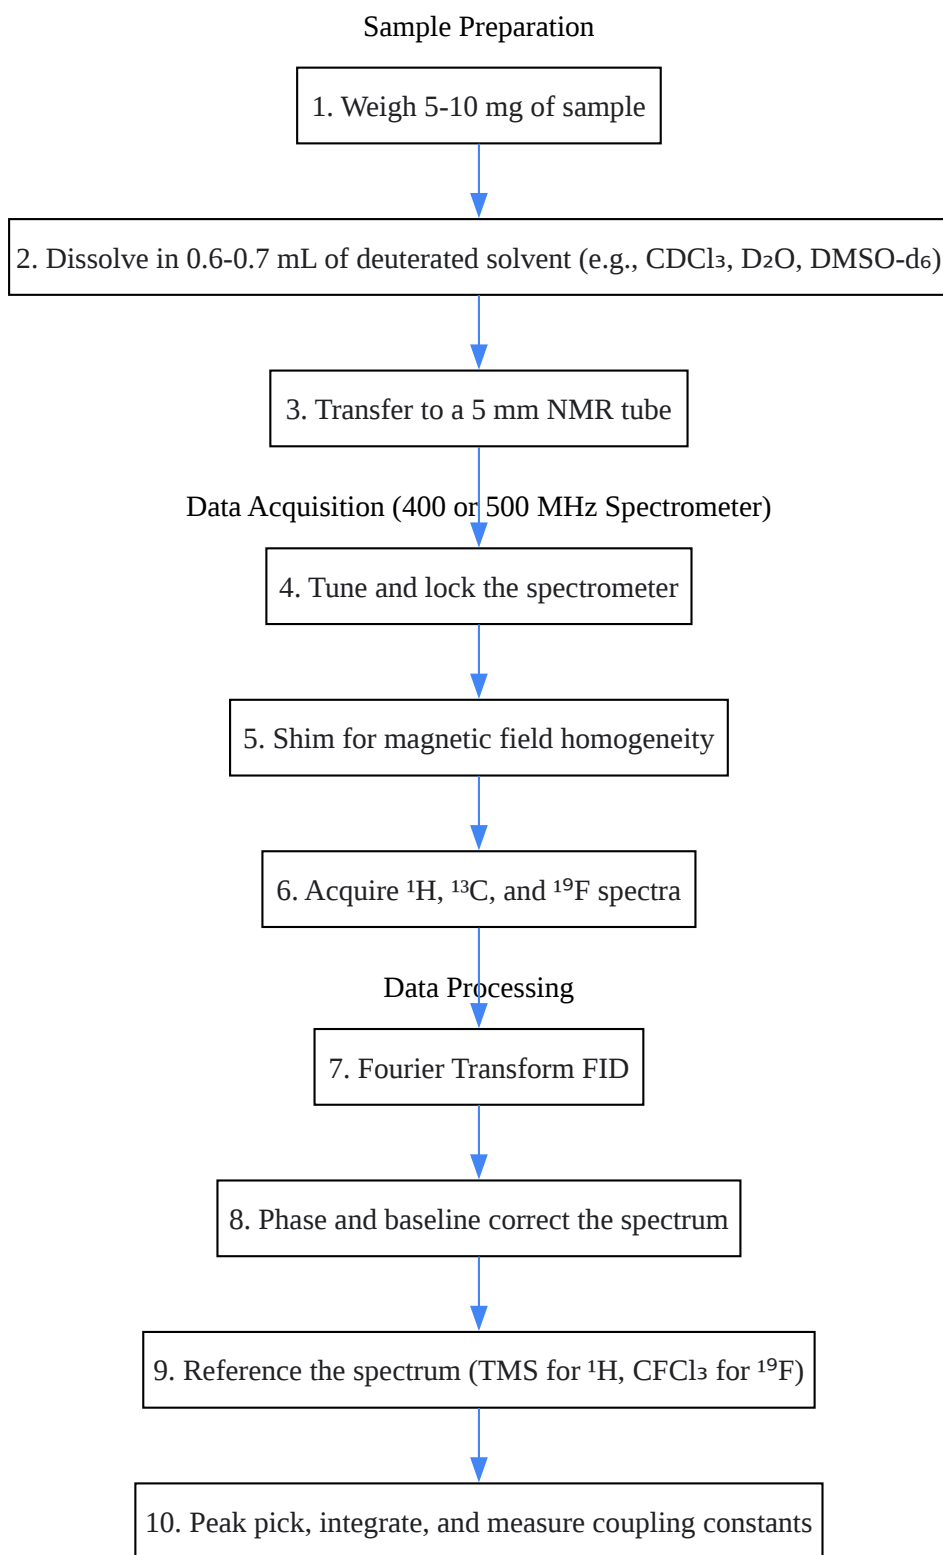 Sample Preparation
1. Weigh 5-10 mg of sample
2. Dissolve in 0.6-0.7 mL of deuterated solvent (e.g., CDCl₃, D₂O, DMSO-d₆)
3. Transfer to a 5 mm NMR tube
Data Acquisition (400 or 500 MHz Spectrometer)
4. Tune and lock the spectrometer
5. Shim for magnetic field homogeneity
6. Acquire ¹H, ¹³C, and ¹⁹F spectra
Data Processing
7. Fourier Transform FID
8. Phase and baseline correct the spectrum
9. Reference the spectrum (TMS for ¹H, CFCl₃ for ¹⁹F)
10. Peak pick, integrate, and measure coupling constants